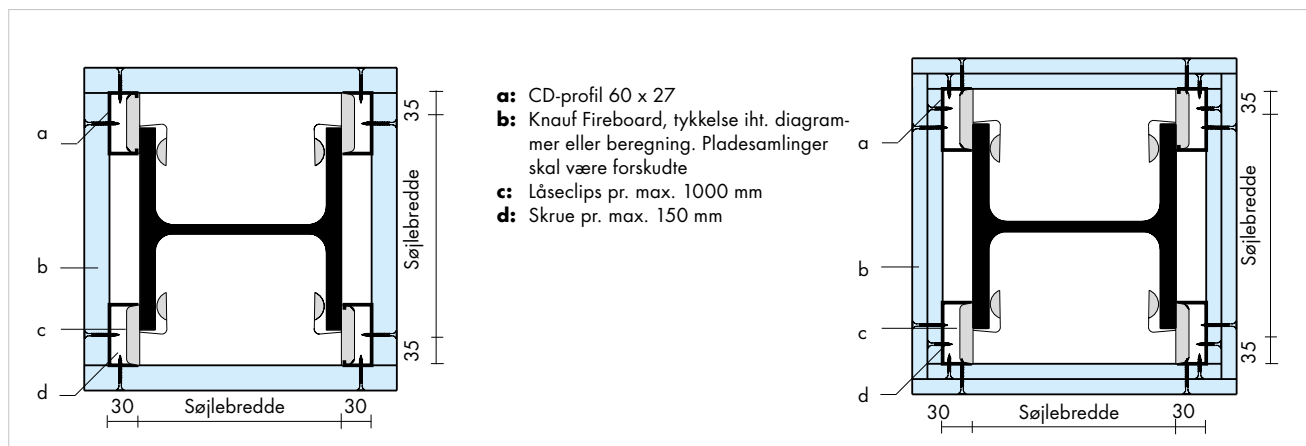 a
b
c
d
30
Søjlebredde
30
35
Søjlebredde
35
a: CD-profil 60 x 27
b: Knauf Fireboard, tykkelse iht. diagram-
mer eller beregning. Pladesamlinger
skal være forskudte
c: Låseclips pr. max. 1000 mm
d: Skrue pr. max. 150 mm
a
b
c
d
30
Søjlebredde
30
35
Søjlebredde
35